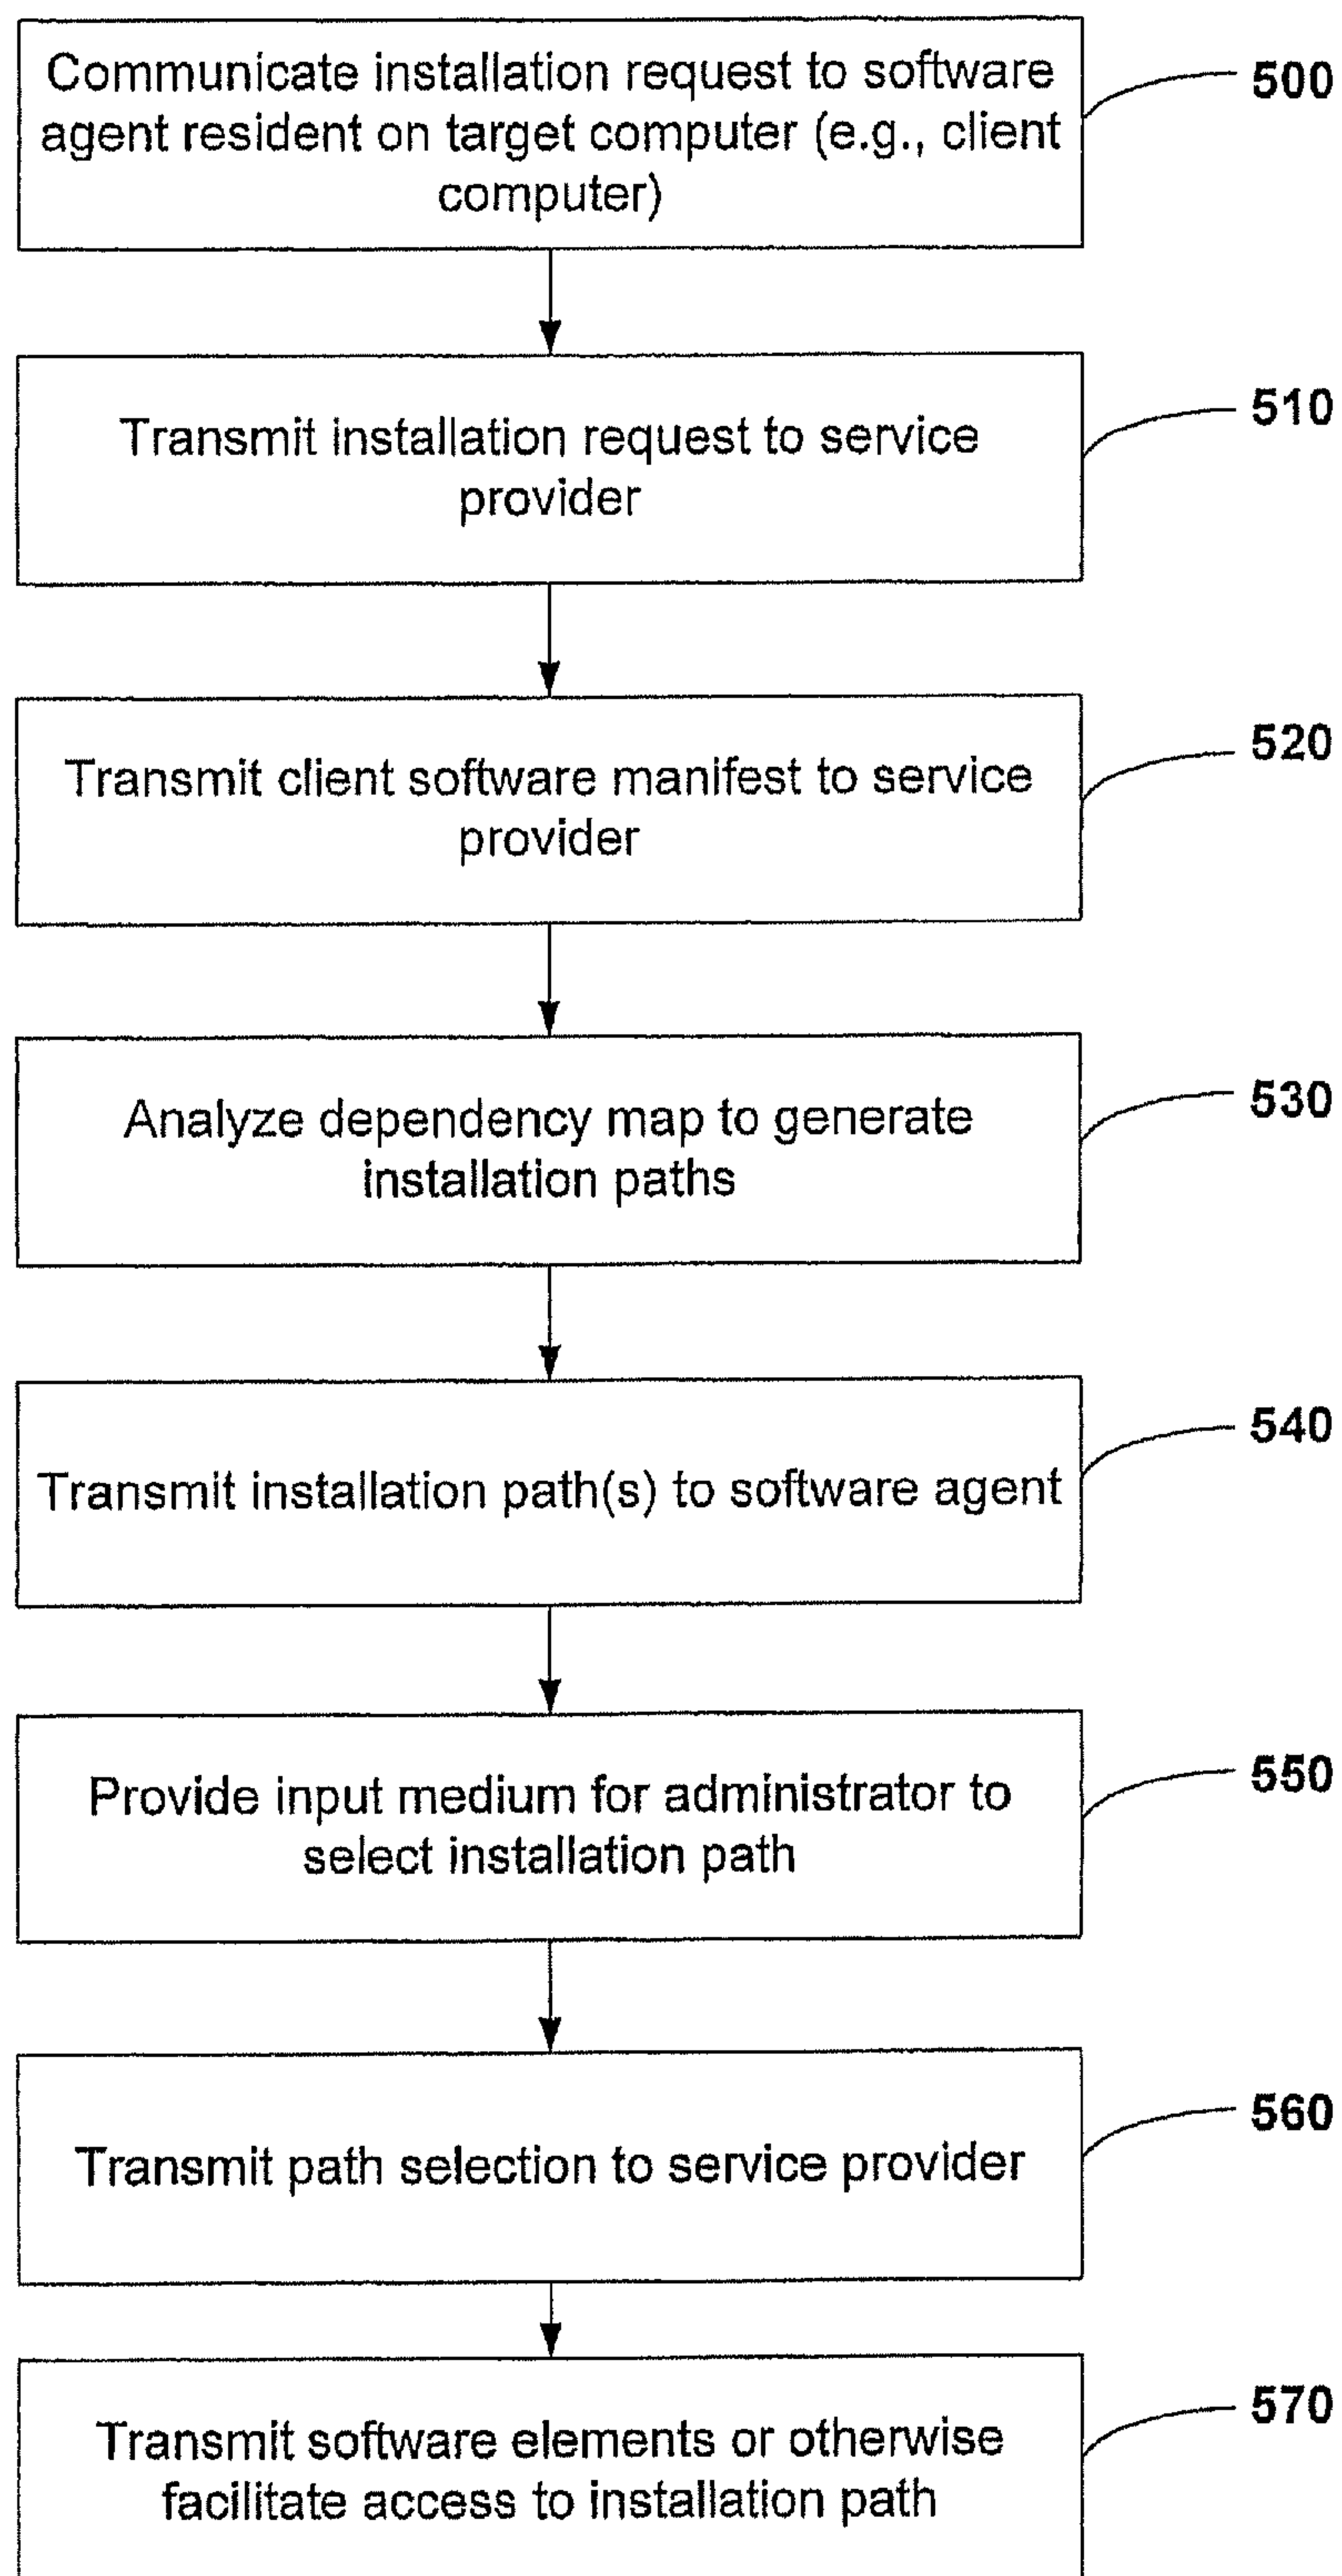 Communicate installation request to software
agent resident on target computer (e.g., client
computer)
500
Transmit installation request to service
provider
510
Transmit client software manifest to service
provider
520
Analyze dependency map to generate
installation paths
530
Transmit installation path(s) to software agent
540
Provide input medium for administrator to
select installation path
550
Transmit path selection to service provider
560
Transmit software elements or otherwise
facilitate access to installation path
570